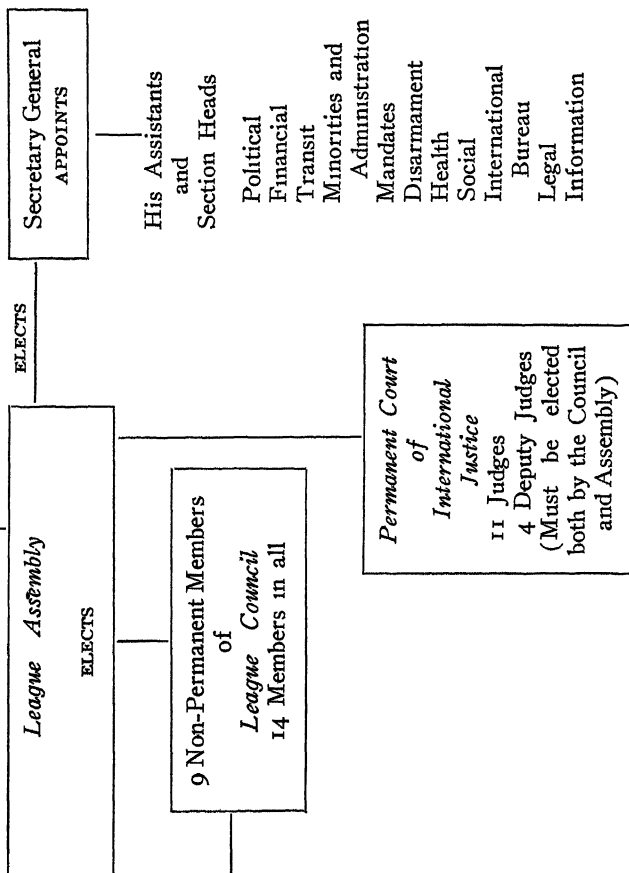 League Assembly
ELECTS
ELECTS
Secretary General
APPOINTS
His Assistants
and
Section Heads
Political
Financial
Transit
Minorities and
Administration
Mandates
Disarmament
Health
Social
International
Bureau
Legal
Information
9 Non-Permanent Members
of
League Council
14 Members in all
Permanent Court
of
International
Justice
11 Judges
4 Deputy Judges
(Must be elected
both by the Council
and Assembly)